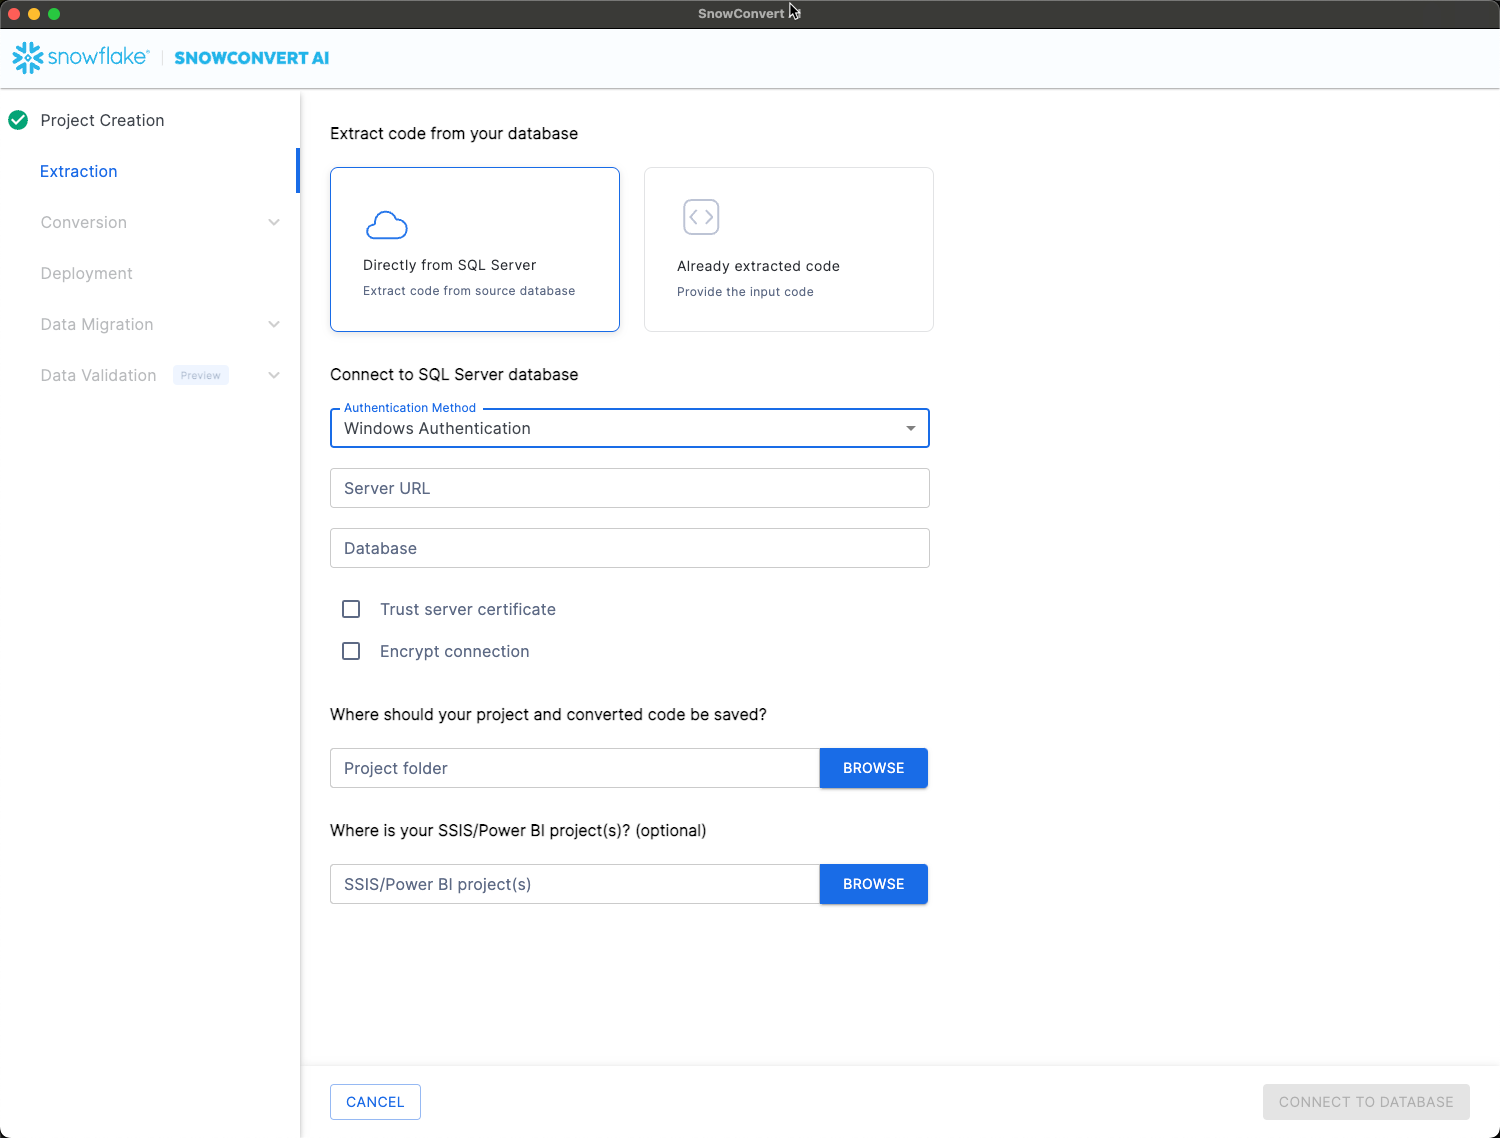 SnowConvert
snowflake
SNOWCONVERT AI
Project Creation
Extraction
Conversion
Deployment
Data Migration
Data Validation Preview
Extract code from your database
Directly from SQL Server
Extract code from source database
Already extracted code
Provide the input code
Connect to SQL Server database
Authentication Method
Windows Authentication
Server URL
Database
Trust server certificate
Encrypt connection
Where should your project and converted code be saved?
Project folder
BROWSE
Where is your SSIS/Power BI project(s)? (optional)
SSIS/Power BI project(s)
BROWSE
CANCEL
CONNECT TO DATABASE